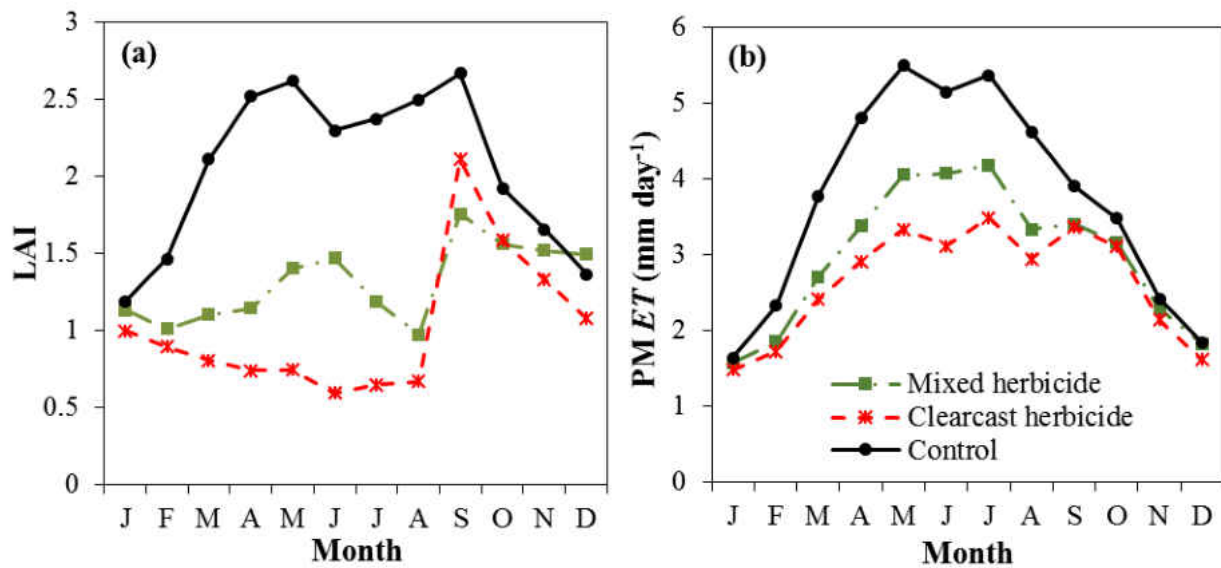 (a)
LAI
3
2.5
2
1.5
1
0.5
0
J F M A M J J A S O N D
Month
(b)
PM ET (mm day-1)
6
5
4
3
2
1
0
Mixed herbicide
Clearcast herbicide
Control
J F M A M J J A S O N D
Month